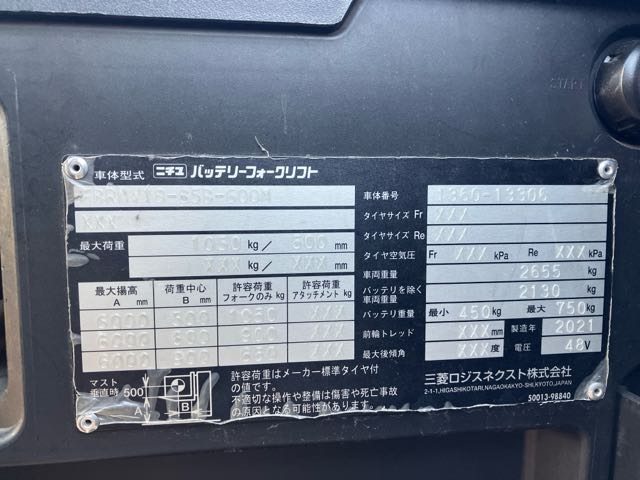 START
車体型式 ニチユ バッテリーフォークリフト
車体番号
XXX
タイヤサイズ Fr XXX
タイヤサイズ Re XXX
最大荷重 1050 kg / 500 mm
XXX kg / XXX mm
タイヤ空気圧 Fr XXX kPa Re XXX kPa
車両重量 2655 kg
バッテリを除く車両重量 2130 kg
バッテリ重量 最小 450 kg 最大 750 kg
前輪トレッド XXX mm 製造年 2021
最大後傾角 XXX 度 電圧 48 V
最大揚高 A mm 荷重中心 B mm 許容荷重 フォークのみ kg 許容荷重 アタッチメント kg
6000 500 1050 XXX
マスト垂直時 600
A
B
許容荷重はメーカー標準タイヤ付
の値です。
不適切な操作や整備は傷害や死亡事故
の原因となる可能性があります。
三菱ロジスネクスト株式会社
2-1-1,HIGASHIKOTARI,NAGAOKAKYO-SHI,KYOTO,JAPAN
50013-98840